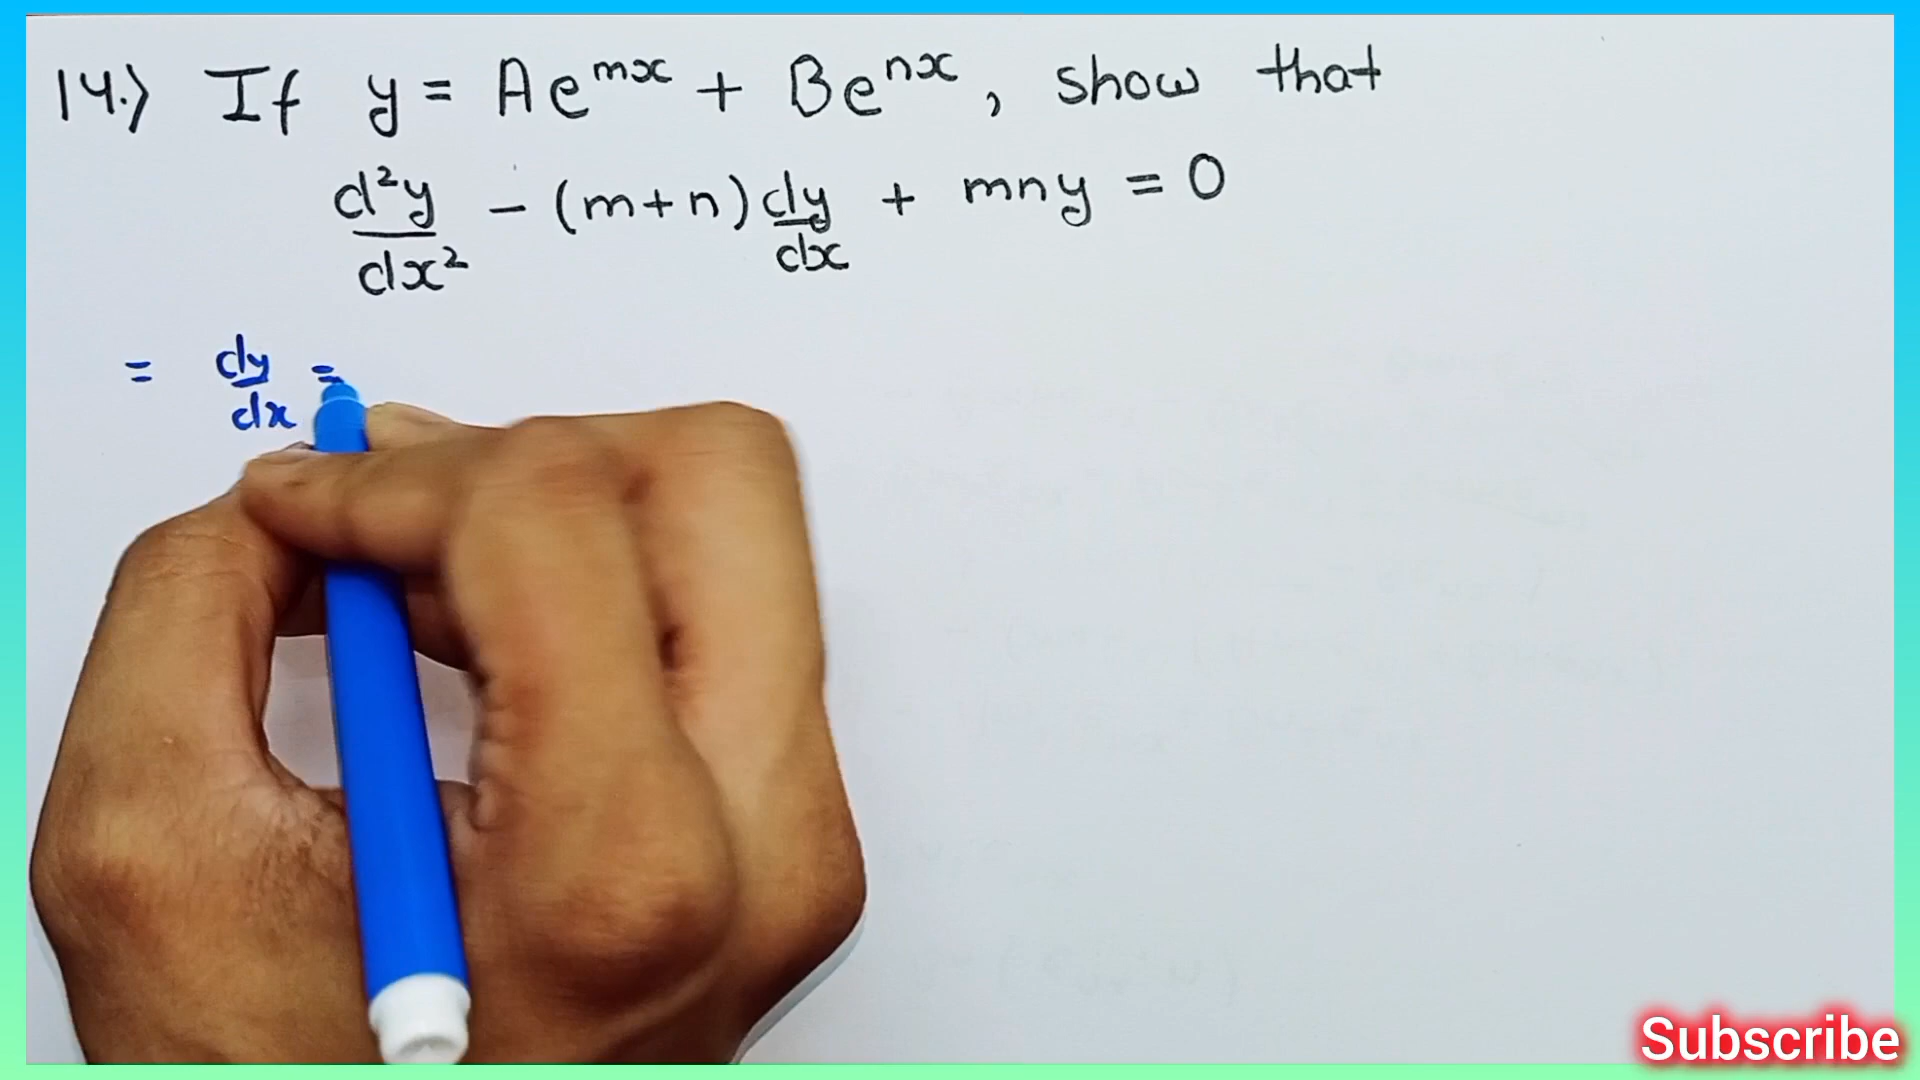 14.) If y = Ae^mx + Be^nx, show that
d²y/dx² - (m+n) dy/dx + mny = 0
= dy/dx =
Subscribe